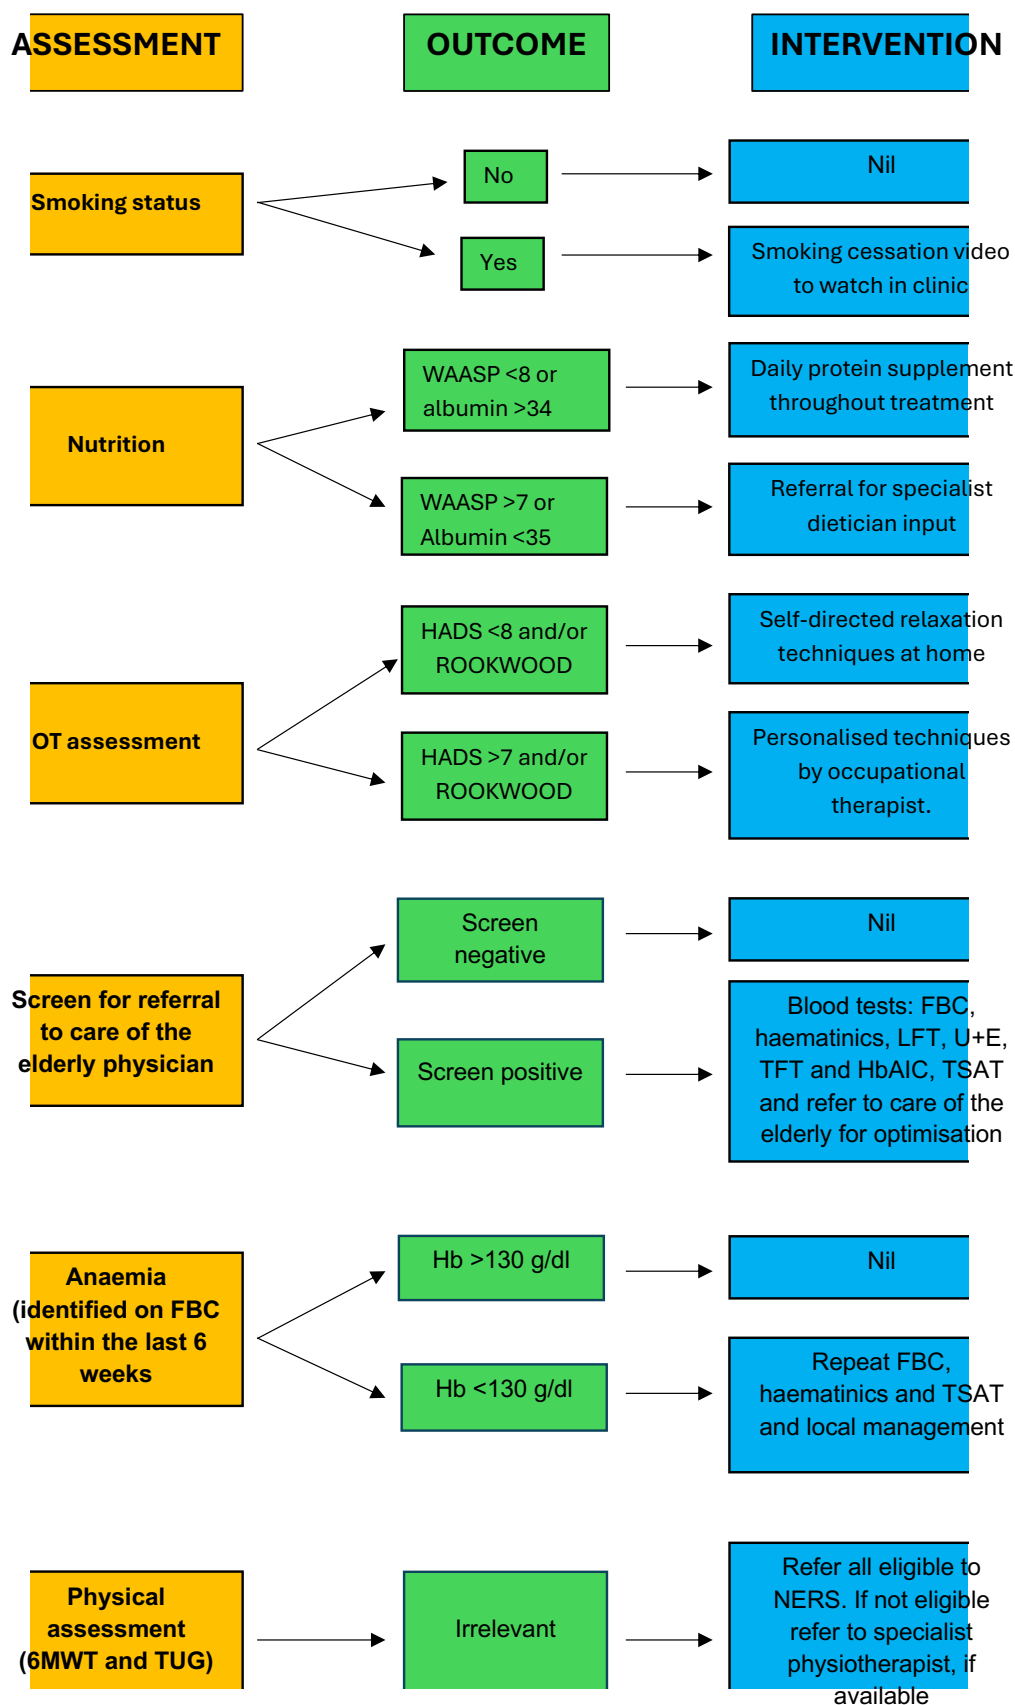 ASSESSMENT
OUTCOME
INTERVENTION
Smoking status
No
Nil
Yes
Smoking cessation video
to watch in clinic
Nutrition
WAASP <8 or
albumin >34
Daily protein supplement
throughout treatment
WAASP >7 or
Albumin <35
Referral for specialist
dietician input
OT assessment
HADS <8 and/or
ROOKWOOD
Self-directed relaxation
techniques at home
HADS >7 and/or
ROOKWOOD
Personalised techniques
by occupational
therapist.
Screen for referral
to care of the
elderly physician
Screen
negative
Nil
Screen positive
Blood tests: FBC,
haematinics, LFT, U+E,
TFT and HbAIC, TSAT
and refer to care of the
elderly for optimisation
Anaemia
(identified on FBC
within the last 6
weeks
Hb >130 g/dl
Nil
Hb <130 g/dl
Repeat FBC,
haematinics and TSAT
and local management
Physical
assessment
(6MWT and TUG)
Irrelevant
Refer all eligible to
NERS. If not eligible
refer to specialist
physiotherapist, if
available